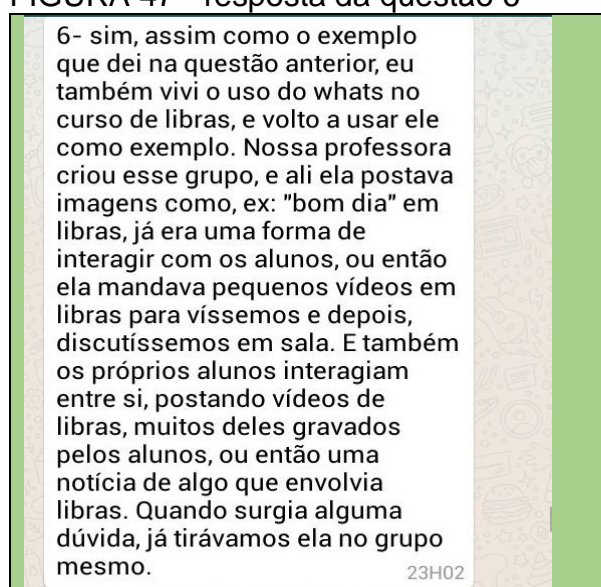 FIGURA 47 - resposta da questão 6
6- sim, assim como o exemplo
que dei na questão anterior, eu
também vivi o uso do whats no
curso de libras, e volto a usar ele
como exemplo. Nossa professora
criou esse grupo, e ali ela postava
imagens como, ex: "bom dia" em
libras, já era uma forma de
interagir com os alunos, ou então
ela mandava pequenos vídeos em
libras para víssemos e depois,
discutíssemos em sala. E também
os próprios alunos interagiam
entre si, postando vídeos de
libras, muitos deles gravados
pelos alunos, ou então uma
notícia de algo que envolvia
libras. Quando surgia alguma
dúvida, já tirávamos ela no grupo
mesmo.
23H02